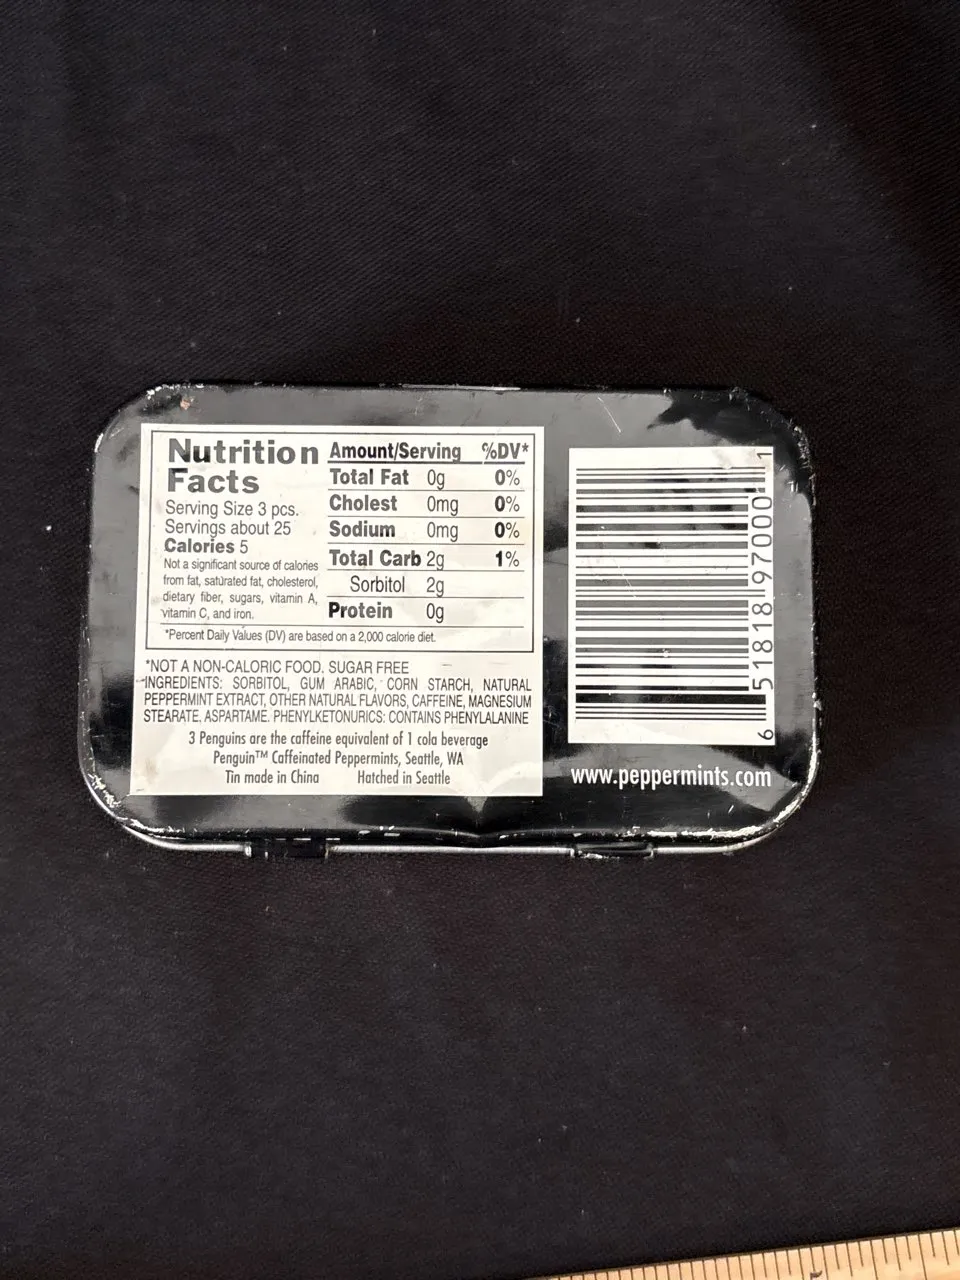 Nutrition Facts
Serving Size 3 pcs.
Servings about 25
Calories 5
Not a significant source of calories
from fat, saturated fat, cholesterol,
dietary fiber, sugars, vitamin A,
vitamin C, and iron.
Amount/Serving %DV*
Total Fat 0g 0%
Cholest 0mg 0%
Sodium 0mg 0%
Total Carb 2g 1%
Sorbitol 2g
Protein 0g
*Percent Daily Values (DV) are based on a 2,000 calorie diet.
*NOT A NON-CALORIC FOOD. SUGAR FREE
INGREDIENTS: SORBITOL, GUM ARABIC, CORN STARCH, NATURAL
PEPPERMINT EXTRACT, OTHER NATURAL FLAVORS, CAFFEINE, MAGNESIUM
STEARATE, ASPARTAME. PHENYLKETONURICS: CONTAINS PHENYLALANINE
3 Penguins are the caffeine equivalent of 1 cola beverage
Penguin™ Caffeinated Peppermints, Seattle, WA
Tin made in China Hatched in Seattle
6 51818 97000 1
www.peppermints.com